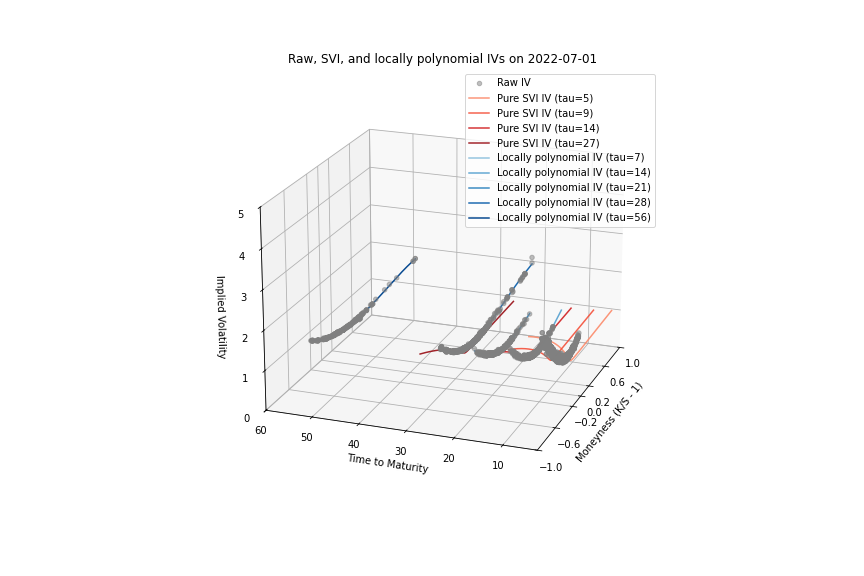 Raw, SVI, and locally polynomial IVs on 2022-07-01
Raw IV
Pure SVI IV (tau=5)
Pure SVI IV (tau=9)
Pure SVI IV (tau=14)
Pure SVI IV (tau=27)
Locally polynomial IV (tau=7)
Locally polynomial IV (tau=14)
Locally polynomial IV (tau=21)
Locally polynomial IV (tau=28)
Locally polynomial IV (tau=56)
5
4
3
2
1
0
Implied Volatility
60
50
40
30
20
10
Time to Maturity
1.0
0.6
0.2
0.0
−0.2
−0.6
−1.0
Moneyness (K/S - 1)